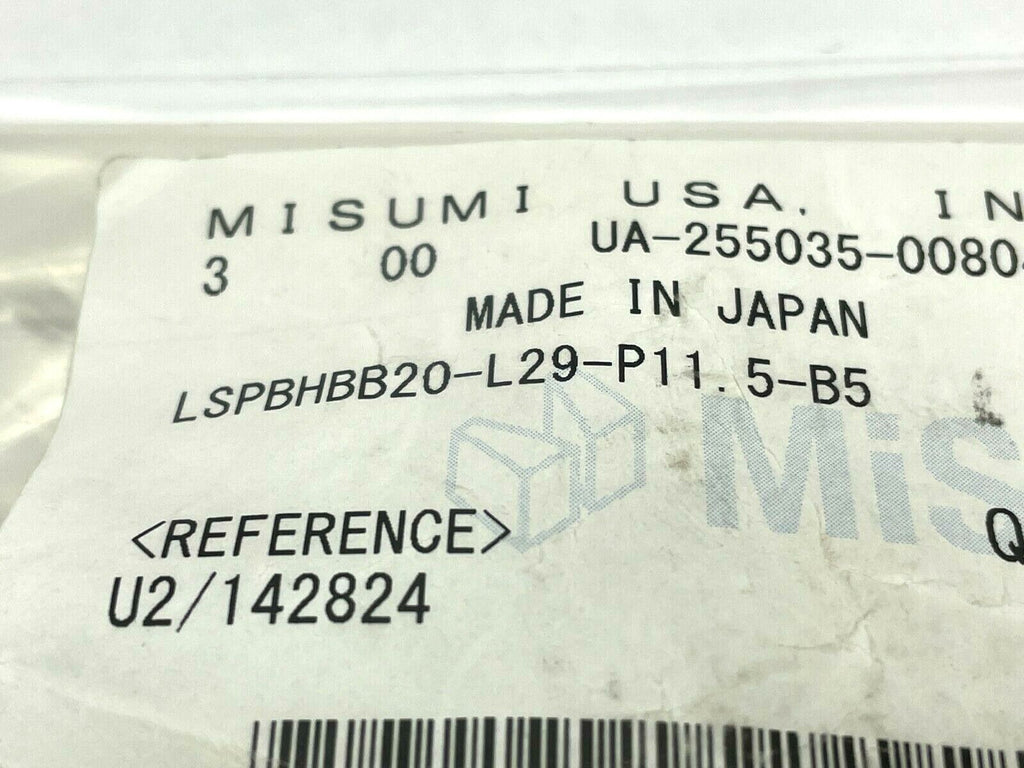 MISUMI USA. IN
3 00 UA-255035-0080
MADE IN JAPAN
LSPBHBB20-L29-P11.5-B5
MiS
<REFERENCE>
Q
U2/142824